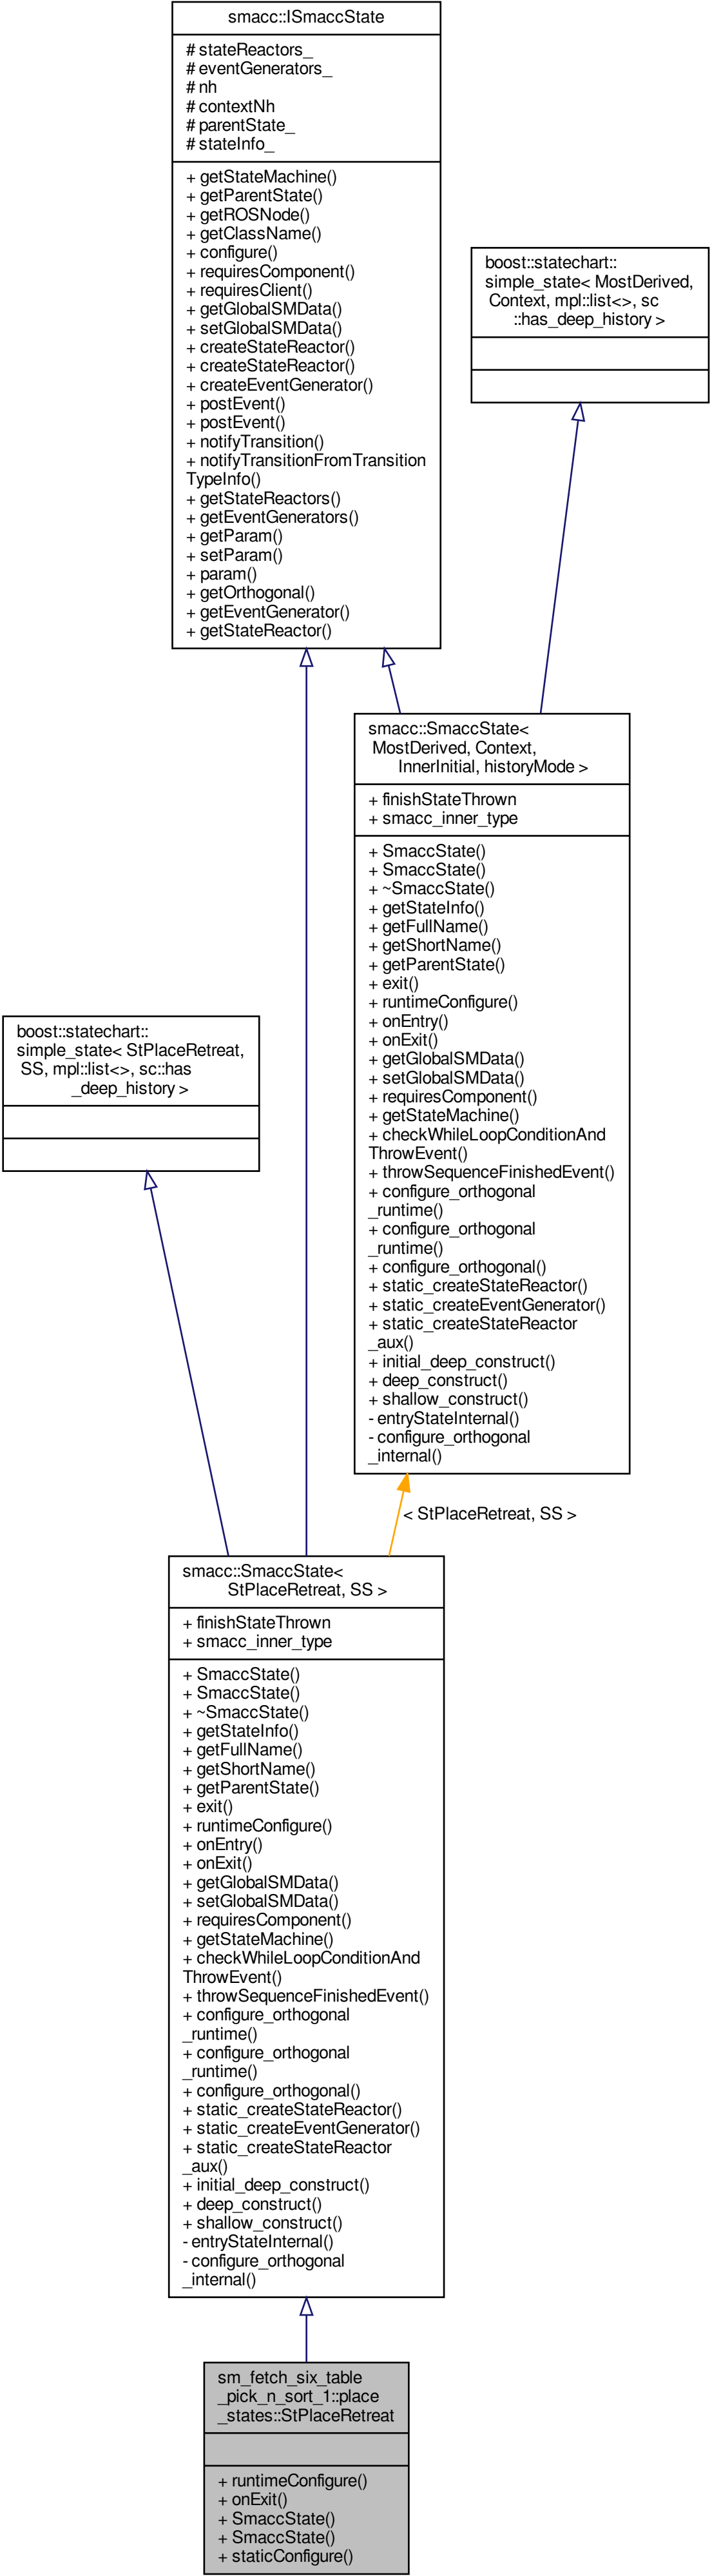 smacc::ISmaccState
# stateReactors_
# eventGenerators_
# nh
# contextNh
# parentState_
# stateInfo_
+ getStateMachine()
+ getParentState()
+ getROSNode()
+ getClassName()
+ configure()
+ requiresComponent()
+ requiresClient()
+ getGlobalSMData()
+ setGlobalSMData()
+ createStateReactor()
+ createStateReactor()
+ createEventGenerator()
+ postEvent()
+ postEvent()
+ notifyTransition()
+ notifyTransitionFromTransition
TypeInfo()
+ getStateReactors()
+ getEventGenerators()
+ getParam()
+ setParam()
+ param()
+ getOrthogonal()
+ getEventGenerator()
+ getStateReactor()
boost::statechart::
simple_state< MostDerived,
Context, mpl::list<>, sc
::has_deep_history >
smacc::SmaccState<
MostDerived, Context,
InnerInitial, historyMode >
+ finishStateThrown
+ smacc_inner_type
+ SmaccState()
+ SmaccState()
+ ~SmaccState()
+ getStateInfo()
+ getFullName()
+ getShortName()
+ getParentState()
+ exit()
+ runtimeConfigure()
+ onEntry()
+ onExit()
+ getGlobalSMData()
+ setGlobalSMData()
+ requiresComponent()
+ getStateMachine()
+ checkWhileLoopConditionAnd
ThrowEvent()
+ throwSequenceFinishedEvent()
+ configure_orthogonal
_runtime()
+ configure_orthogonal
_runtime()
+ configure_orthogonal()
+ static_createStateReactor()
+ static_createEventGenerator()
+ static_createStateReactor
_aux()
+ initial_deep_construct()
+ deep_construct()
+ shallow_construct()
- entryStateInternal()
- configure_orthogonal
_internal()
boost::statechart::
simple_state< StPlaceRetreat,
SS, mpl::list<>, sc::has
_deep_history >
< StPlaceRetreat, SS >
smacc::SmaccState<
StPlaceRetreat, SS >
+ finishStateThrown
+ smacc_inner_type
+ SmaccState()
+ SmaccState()
+ ~SmaccState()
+ getStateInfo()
+ getFullName()
+ getShortName()
+ getParentState()
+ exit()
+ runtimeConfigure()
+ onEntry()
+ onExit()
+ getGlobalSMData()
+ setGlobalSMData()
+ requiresComponent()
+ getStateMachine()
+ checkWhileLoopConditionAnd
ThrowEvent()
+ throwSequenceFinishedEvent()
+ configure_orthogonal
_runtime()
+ configure_orthogonal
_runtime()
+ configure_orthogonal()
+ static_createStateReactor()
+ static_createEventGenerator()
+ static_createStateReactor
_aux()
+ initial_deep_construct()
+ deep_construct()
+ shallow_construct()
- entryStateInternal()
- configure_orthogonal
_internal()
sm_fetch_six_table
_pick_n_sort_1::place
_states::StPlaceRetreat
+ runtimeConfigure()
+ onExit()
+ SmaccState()
+ SmaccState()
+ staticConfigure()